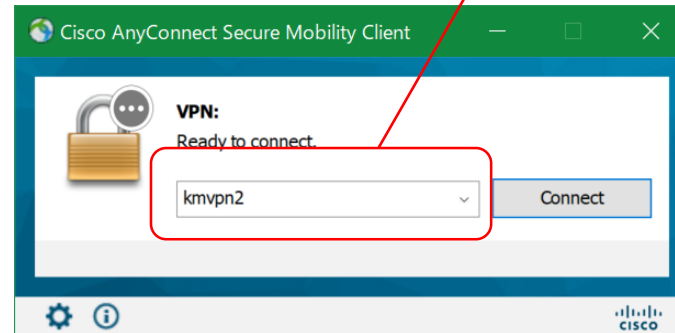 Cisco AnyConnect Secure Mobility Client
VPN:
Ready to connect.
kmvpn2
Connect
cisco